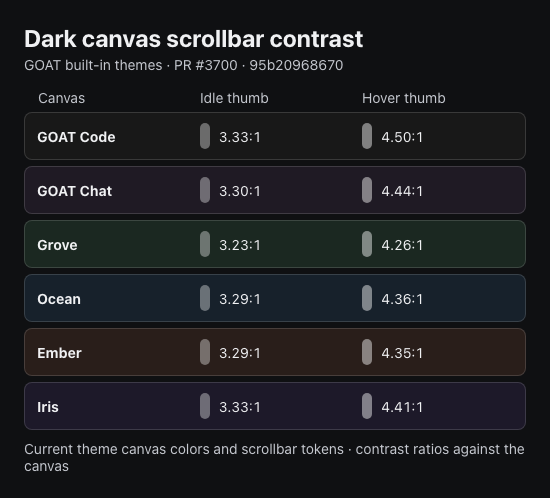 Dark canvas scrollbar contrast
GOAT built-in themes · PR #3700 · 95b20968670
Canvas Idle thumb Hover thumb
GOAT Code 3.33:1 4.50:1
GOAT Chat 3.30:1 4.44:1
Grove 3.23:1 4.26:1
Ocean 3.29:1 4.36:1
Ember 3.29:1 4.35:1
Iris 3.33:1 4.41:1
Current theme canvas colors and scrollbar tokens · contrast ratios against the
canvas